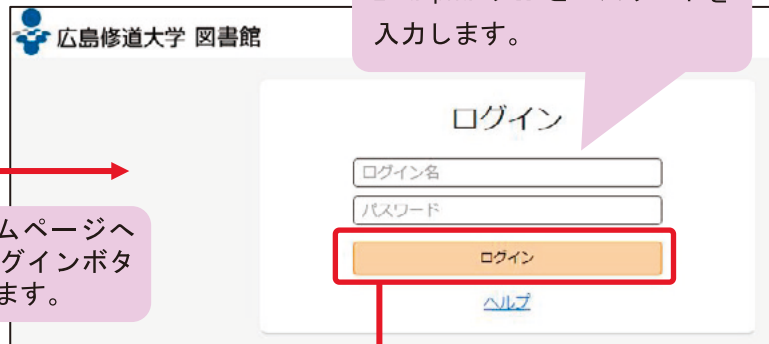 広島修道大学 図書館
入力します。
ログイン
ログイン名
パスワード
ログイン
ヘルプ
ムページへ
グインボタ
ます。